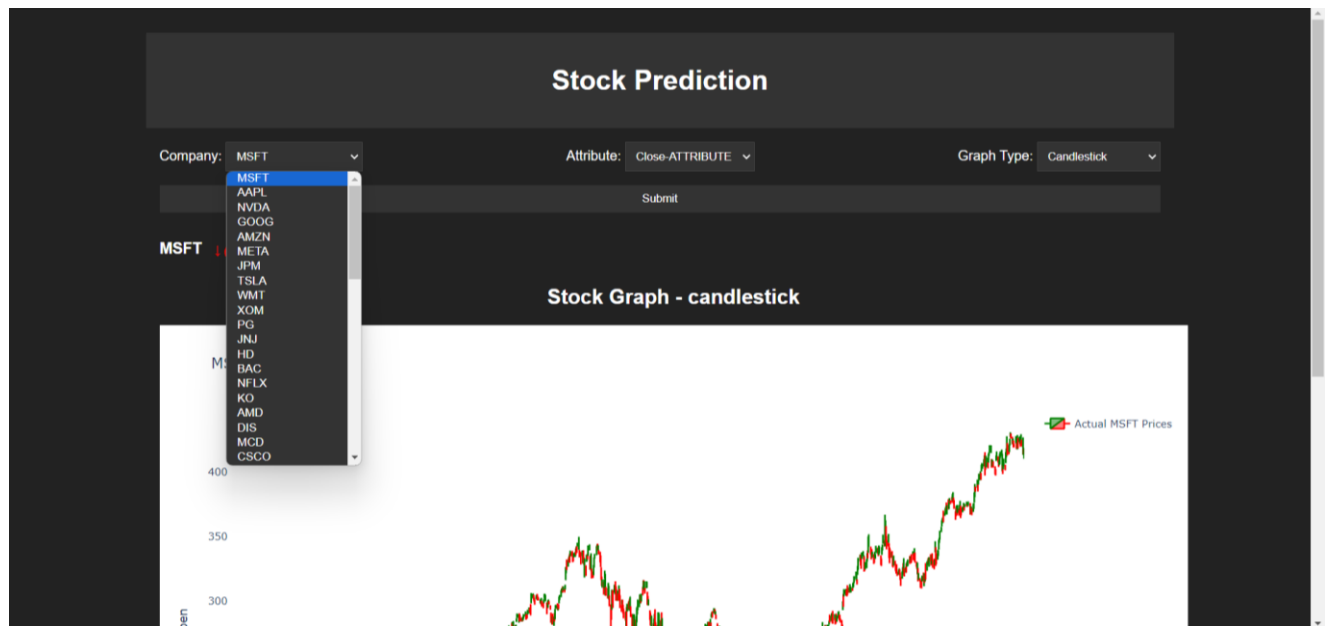 Stock Prediction
Company: MSFT Attribute: Close-ATTRIBUTE Graph Type: Candlestick
MSFT
AAPL
NVDA
GOOG
AMZN
META
JPM
TSLA
WMT
XOM
PG
JNJ
HD
BAC
NFLX
KO
AMD
DIS
MCD
CSCO
Submit
MSFT ↓
Stock Graph - candlestick
Actual MSFT Prices
400
350
300